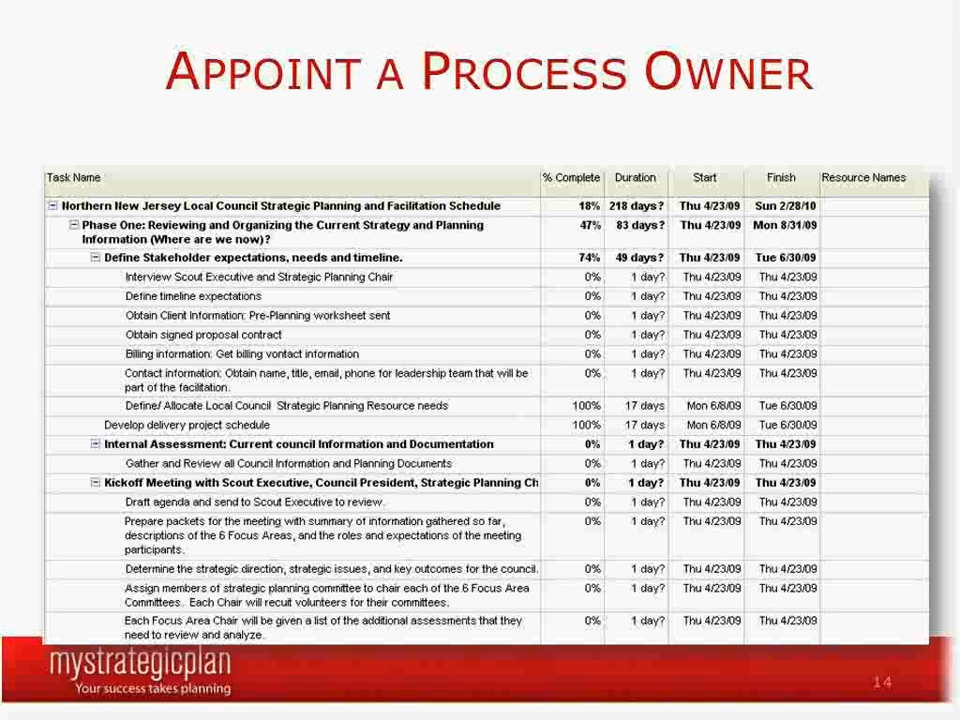 APPOINT A PROCESS OWNER
Task Name % Complete Duration Start Finish Resource Names
Northern New Jersey Local Council Strategic Planning and Facilitation Schedule 18% 218 days? Thu 4/23/09 Sun 2/28/10
Phase One: Reviewing and Organizing the Current Strategy and Planning 47% 83 days? Thu 4/23/09 Mon 8/31/09
Information (Where are we now)?
Define Stakeholder expectations, needs and timeline. 74% 49 days? Thu 4/23/09 Tue 6/30/09
Interview Scout Executive and Strategic Planning Chair 0% 1 day? Thu 4/23/09 Thu 4/23/09
Define timeline expectations 0% 1 day? Thu 4/23/09 Thu 4/23/09
Obtain Client Information: Pre-Planning worksheet sent 0% 1 day? Thu 4/23/09 Thu 4/23/09
Obtain signed proposal contract 0% 1 day? Thu 4/23/09 Thu 4/23/09
Billing information: Get billing vontact information 0% 1 day? Thu 4/23/09 Thu 4/23/09
Contact information: Obtain name, title, email, phone for leadership team that will be 0% 1 day? Thu 4/23/09 Thu 4/23/09
part of the facilitation.
Define/ Allocate Local Council Strategic Planning Resource needs 100% 17 days Mon 6/8/09 Tue 6/30/09
Develop delivery project schedule 100% 17 days Mon 6/8/09 Tue 6/30/09
Internal Assessment: Current council Information and Documentation 0% 1 day? Thu 4/23/09 Thu 4/23/09
Gather and Review all Council Information and Planning Documents 0% 1 day? Thu 4/23/09 Thu 4/23/09
Kickoff Meeting with Scout Executive, Council President, Strategic Planning Ch 0% 1 day? Thu 4/23/09 Thu 4/23/09
Draft agenda and send to Scout Executive to review. 0% 1 day? Thu 4/23/09 Thu 4/23/09
Prepare packets for the meeting with summary of information gathered so far, 0% 1 day? Thu 4/23/09 Thu 4/23/09
descriptions of the 6 Focus Areas, and the roles and expectations of the meeting
participants.
Determine the strategic direction, strategic issues, and key outcomes for the council. 0% 1 day? Thu 4/23/09 Thu 4/23/09
Assign members of strategic planning committee to chair each of the 6 Focus Area 0% 1 day? Thu 4/23/09 Thu 4/23/09
Committees. Each Chair will recuit volunteers for their committees.
Each Focus Area Chair will be given a list of the additional assessments that they 0% 1 day? Thu 4/23/09 Thu 4/23/09
need to review and analyze.
mystrategicplan
Your success takes planning
14